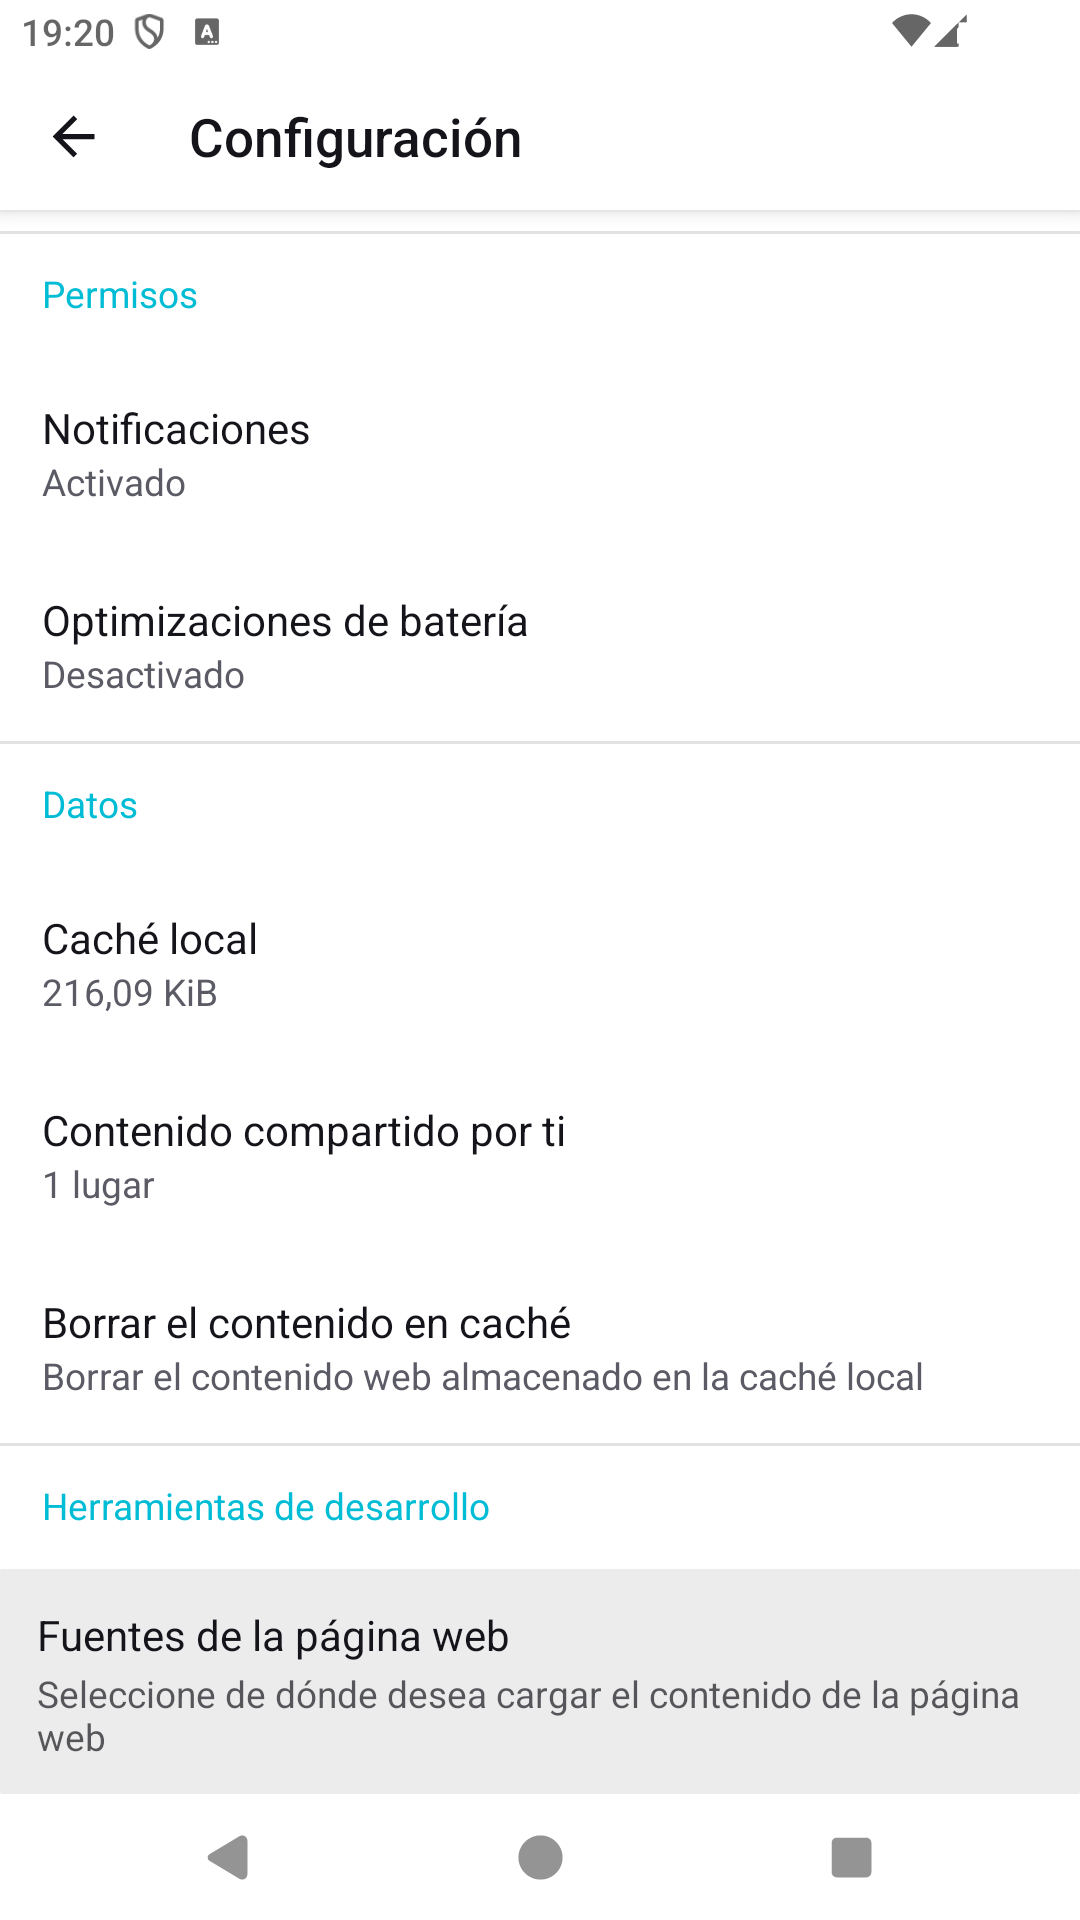 19:20
Configuración
Permisos
Notificaciones
Activado
Optimizaciones de batería
Desactivado
Datos
Caché local
216,09 KiB
Contenido compartido por ti
1 lugar
Borrar el contenido en caché
Borrar el contenido web almacenado en la caché local
Herramientas de desarrollo
Fuentes de la página web
Seleccione de dónde desea cargar el contenido de la página
web